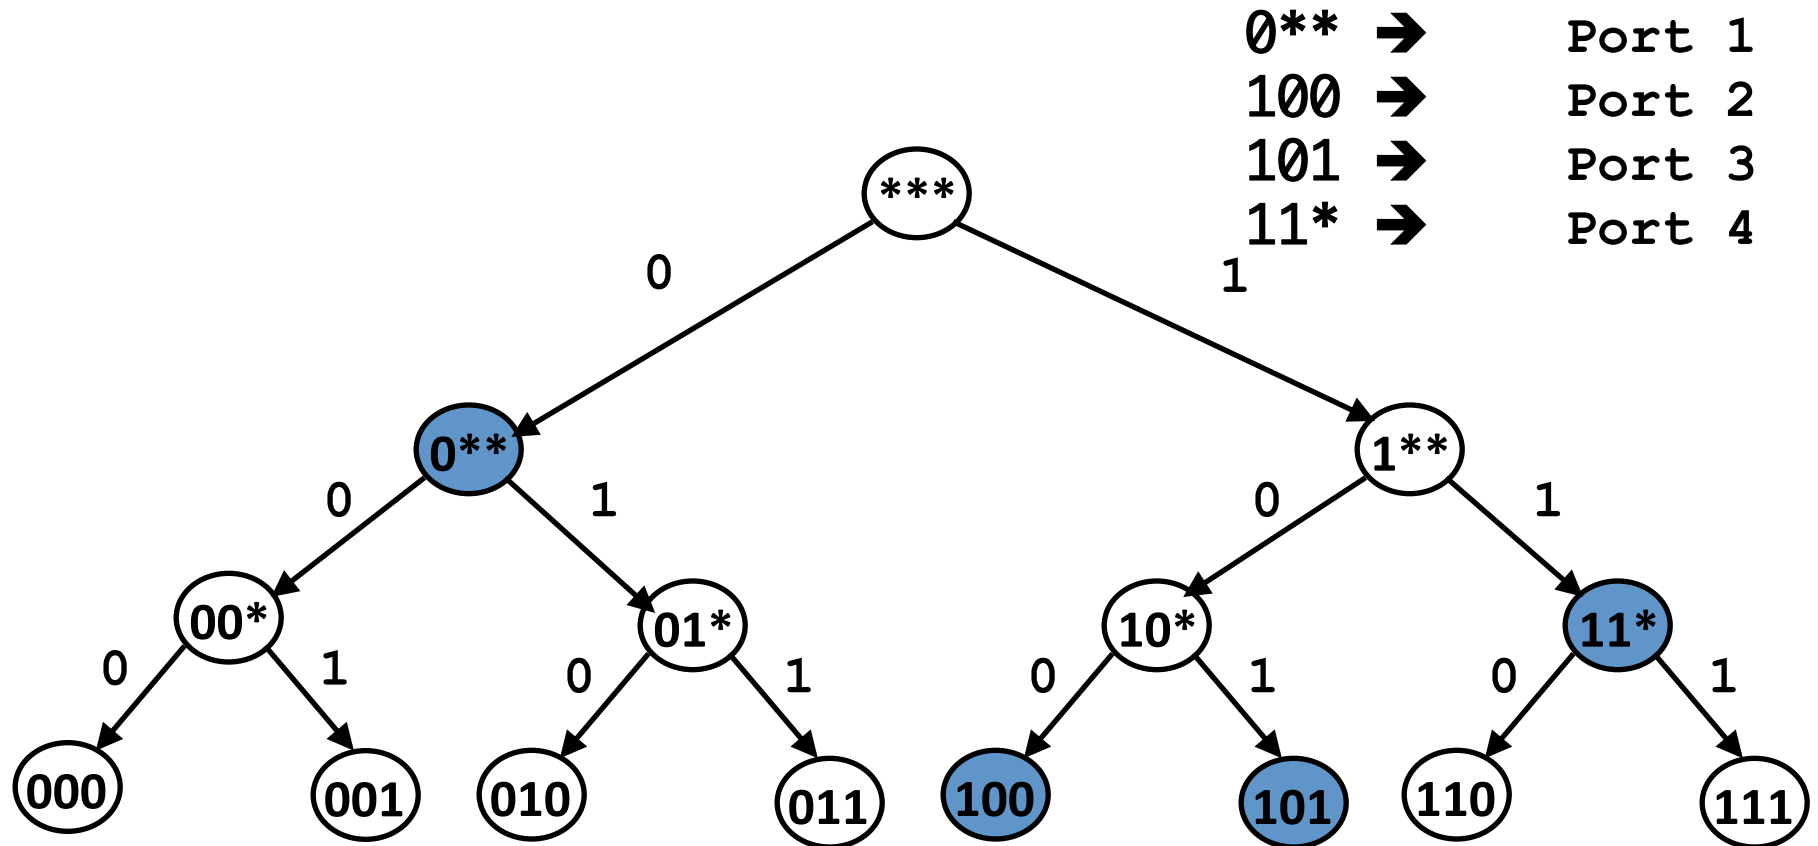 0** ➔ Port 1
100 ➔ Port 2
101 ➔ Port 3
11* ➔ Port 4
***
0 1
0** 1**
0 1 0 1
00* 01* 10* 11*
0 1 0 1 0 1 0 1
000 001 010 011 100 101 110 111